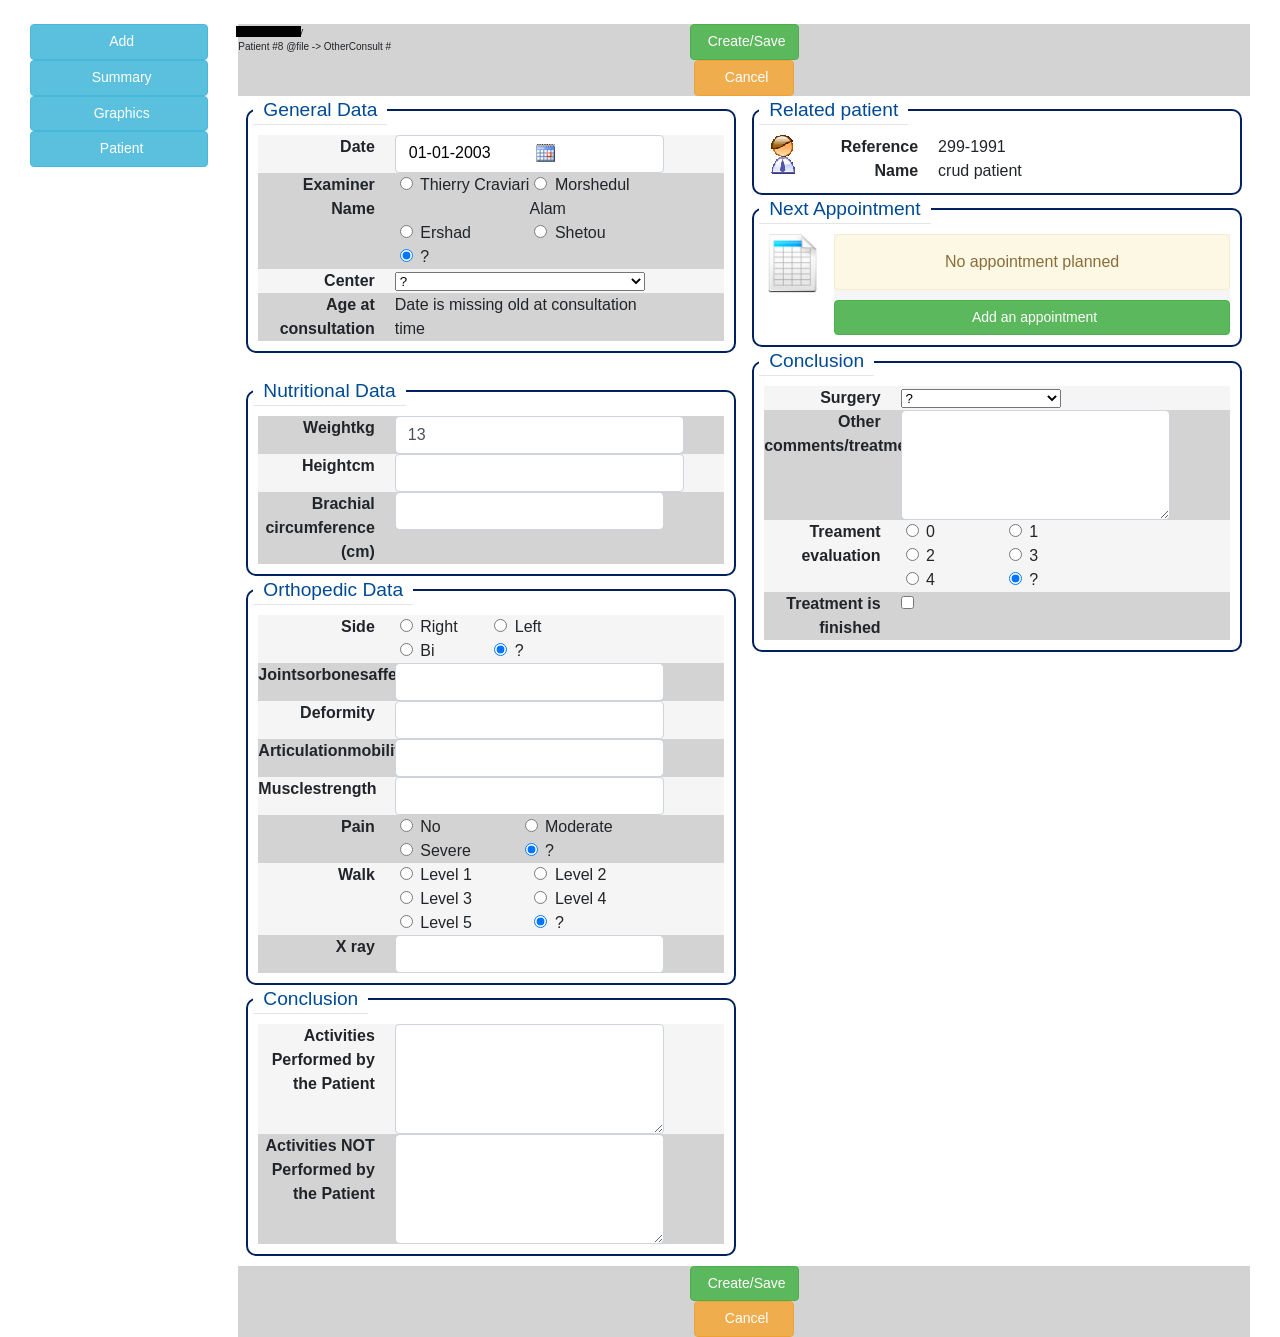 Add
Summary
Graphics
Patient
Patient #8 @file -> OtherConsult #
Create/Save
Cancel
General Data
Date 01-01-2003
Examiner Name
Thierry Craviari Morshedul Alam
Ershad Shetou
?
Center ?
Age at consultation
Date is missing old at consultation time
Nutritional Data
Weightkg 13
Heightcm
Brachial
circumference
(cm)
Orthopedic Data
Side Right Left
Bi ?
Jointsorbonesaffe
Deformity
Articulationmobili
Musclestrength
Pain No Moderate
Severe ?
Walk Level 1 Level 2
Level 3 Level 4
Level 5 ?
X ray
Conclusion
Activities
Performed by
the Patient
Activities NOT
Performed by
the Patient
Related patient
Reference 299-1991
Name crud patient
Next Appointment
No appointment planned
Add an appointment
Conclusion
Surgery ?
Other
comments/treatme
Treament evaluation
0 1
2 3
4 ?
Treatment is
finished
Create/Save
Cancel